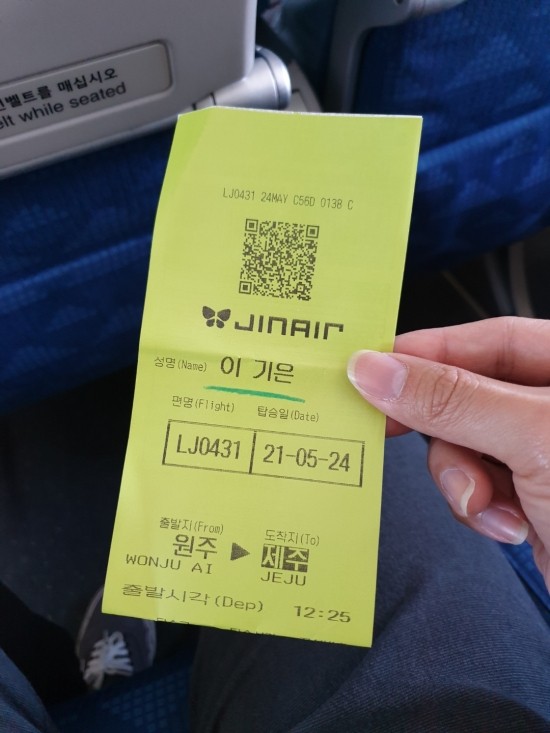 벨트를 매십시오
elt while seated
LJ0431 24MAY C56D 0138 C
JINAIR
성명(Name) 이 기은
편명(Flight) 탑승일(Date)
LJ0431 21-05-24
출발지(From) 도착지(To)
원주 ▶ 제주
WONJU AI JEJU
출발시각(Dep) 12:25